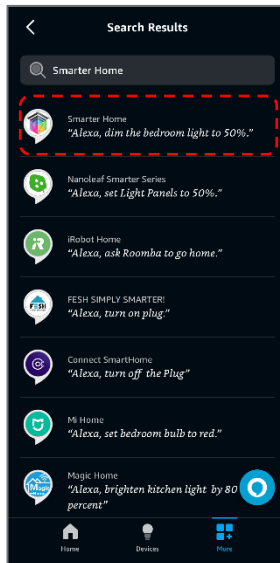 Search Results
Smarter Home
Smarter Home
“Alexa, dim the bedroom light to 50%.”
Nanoleaf Smarter Series
“Alexa, set Light Panels to 50%.”
iRobot Home
“Alexa, ask Roomba to go home.”
FESH
FESH SIMPLY SMARTER!
“Alexa, turn on plug.”
Connect SmartHome
“Alexa, turn off the Plug”
Mi Home
“Alexa, set bedroom bulb to red.”
Magic
Magic Home
“Alexa, brighten kitchen light by 80
percent”
Home
Devices
More